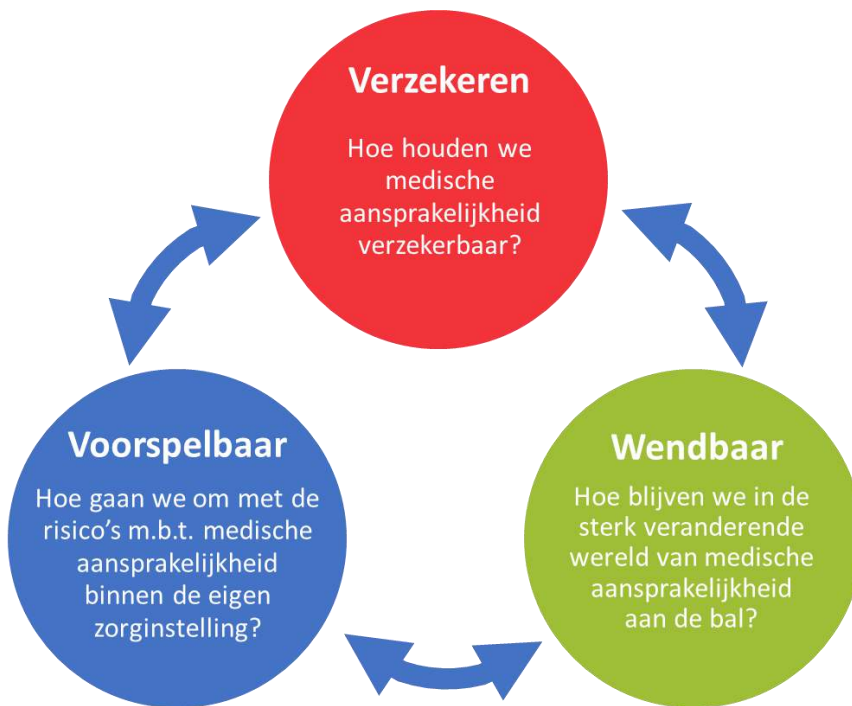 Verzekeren
Hoe houden we
medische
aansprakelijkheid
verzekerbaar?
Voorspelbaar
Hoe gaan we om met de
risico's m.b.t. medische
aansprakelijkheid
binnen de eigen
zorginstelling?
Wendbaar
Hoe blijven we in de
sterk veranderende
wereld van medische
aansprakelijkheid
aan de bal?